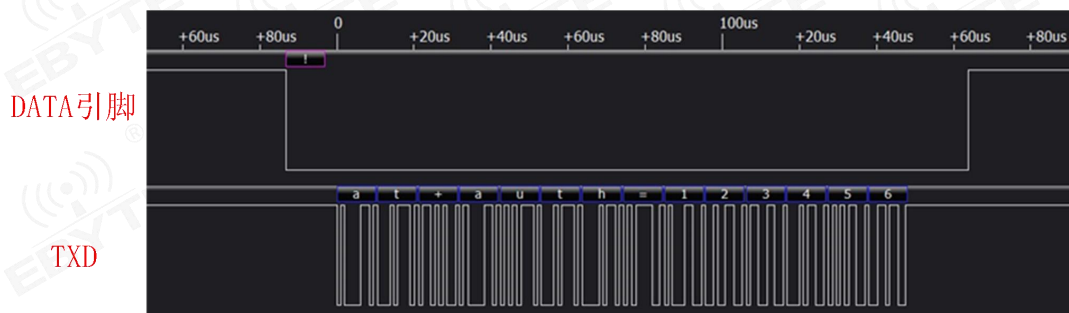 0 100us
+60us +80us +20us +40us +60us +80us +20us +40us +60us +80us
!
DATA引脚
a t + a u t h = 1 2 3 4 5 6
TXD
EBYTE
®